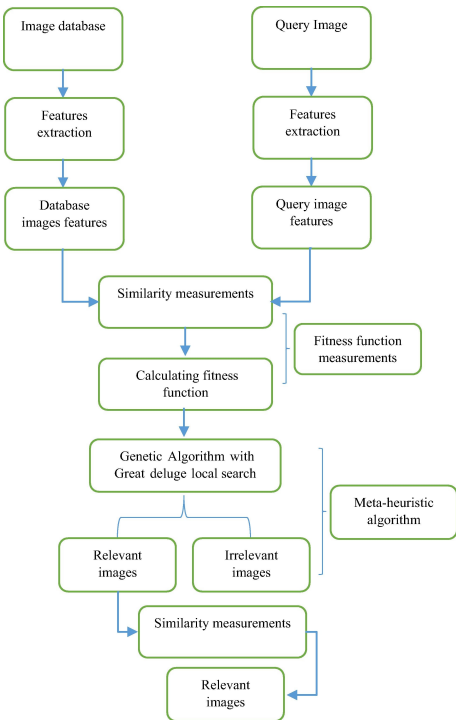 Image database
Query Image
Features
extraction
Features
extraction
Database
images features
Query image
features
Similarity measurements
Fitness function
measurements
Calculating fitness
function
Genetic Algorithm with
Great deluge local search
Meta-heuristic
algorithm
Relevant
images
Irrelevant
images
Similarity measurements
Relevant
images